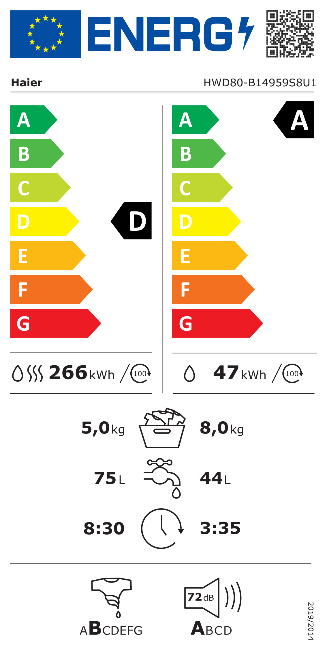 ENERG
Haier HWD80-B14959S8U1
A A A
B B
C C
D D D
E E
F F
G G
266 kWh / 100 47 kWh / 100
5,0 kg 8,0 kg
75 L 44 L
8:30 3:35
72 dB
ABCDEFG ABCD
2019/2014